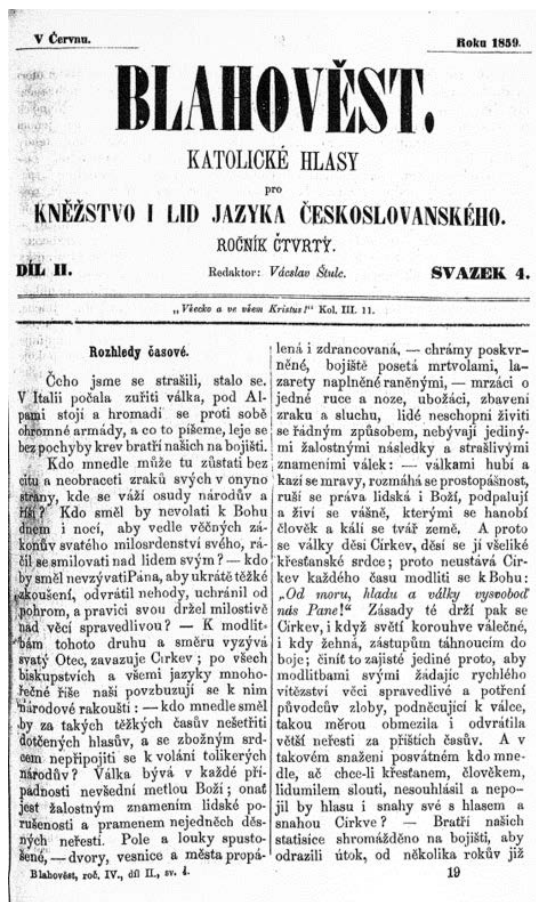 V Červnu.
Roku 1859.
BLAHOVĚST.
KATOLICKÉ HLASY
pro
KNĚŽSTVO I LID JAZYKA ČESKOSLOVANSKÉHO.
ROČNÍK ČTVRTÝ.
DÍL II.
Redaktor: Vácslav Štulc.
SVAZEK 4.
„Všecko a ve všem Kristus!“ Kol. III. 11.
Rozhledy časové.
Čeho jsme se strašili, stalo se.
V Italii počala zuřiti válka, pod Al-
pami stojí a hromadí se proti sobě
ohromné armády, a co to píšeme, leje se
bez pochyby krev bratří našich na bojišti.
Kdo mnedle může tu zůstati bez
citu a neobraceti zraků svých v onyno
strany, kde se váží osudy národův a
říší? Kdo směl by nevolati k Bohu
dnem i nocí, aby vedle věčných zá-
konův svatého milosrdenství svého, rá-
čil se smilovati nad lidem svým? — kdo
by směl nevzývati Pána, aby ukrátě těžké
zkoušení, odvrátil nehody, uchránil od
pohrom, a pravici svou držel milostivě
nad věcí spravedlivou? — K modlit-
bám tohoto druhu a směru vyzývá
svatý Otec, zavazuje Cirkev; po všech
biskupstvích a všemi jazyky mnoho-
řečné říše naší povzbuzují se k nim
národové rakouští: — kdo mnedle směl
by za takých těžkých časův nešetřiti
dotčených hlasův, a se zbožným srd-
cem nepřipojiti se k volání tolikerých
národův? Válka bývá v každé pří-
padnosti nevšední metlou Boží; onať
jest žalostným znamením lidské po-
rušenosti a pramenem nejedněch děs-
ných neřestí. Pole a louky spusto-
šené, — dvory, vesnice a města propá-
lená i zdrancovaná, — chrámy poskvr-
něné, bojiště posetá mrtvolami, la-
zarety naplněné raněnými, — mrzáci o
jedné ruce a noze, ubožáci, zbavení
zraku a sluchu, lidé neschopní živiti
se řádným způsobem, nebývají jediný-
mi žalostnými následky a strašlivými
znameními válek: — válkami hubí a
kazí se mravy, rozmáhá se prostopášnost,
ruší se práva lidská i Boží, podpalují
a živí se vášně, kterými se hanobí
člověk a kálí se tvář země. A proto
se války děsí Církev, děsí se jí všeliké
křesťanské srdce; proto neustává Cír-
kev každého času modliti se k Bohu:
„Od moru, hladu a války vysvoboď
nás Pane!“ Zásady té drží pak se
Církev, i když světí korouhve válečné,
i kdy žehná, zástupům táhnoucím do
boje; činíť to zajisté jediné proto, aby
modlitbami svými žádajíc rychlého
vítězství věci spravedlivé a potření
původcův zloby, podněcující k válce,
takou měrou obmezila i odvrátila
větší neřesti za příštích časův. A v
takovém snažení posvátném kdo mne-
dle, ač chce-li křesťanem, člověkem,
lidumilem slouti, nesouhlásil a nepo-
jil by hlasu i snahy své s hlasem a
snahou Církve? — Bratří našich
statisíce shromážděno na bojišti, aby
odrazili útok, od několika rokův již
Blahověst, roč. IV., díl II., sv. 4.
19